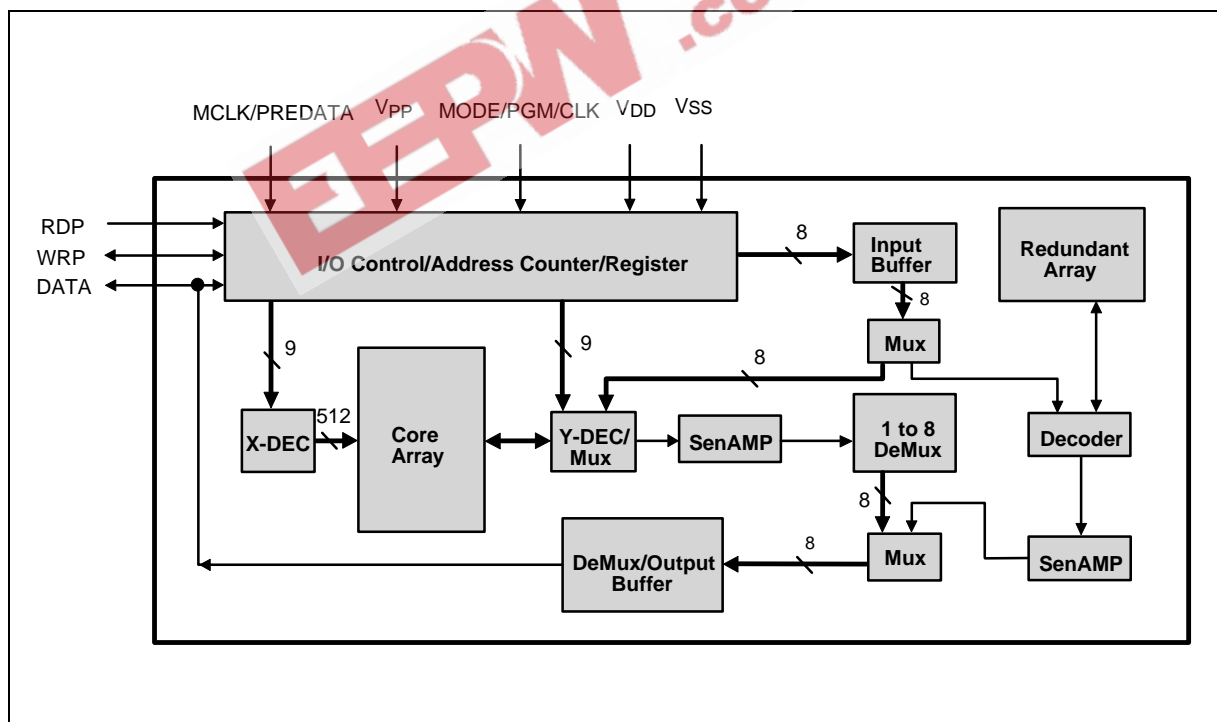 EEPW .co
MCLK/PREDATA
VPP
MODE/PGM/CLK
VDD
VSS
RDP
WRP
DATA
I/O Control/Address Counter/Register
8
Input
Buffer
Redundant
Array
8
9
9
8
Mux
512
X-DEC
Core
Array
Y-DEC/
Mux
SenAMP
1 to 8
DeMux
Decoder
8
8
DeMux/Output
Buffer
Mux
SenAMP